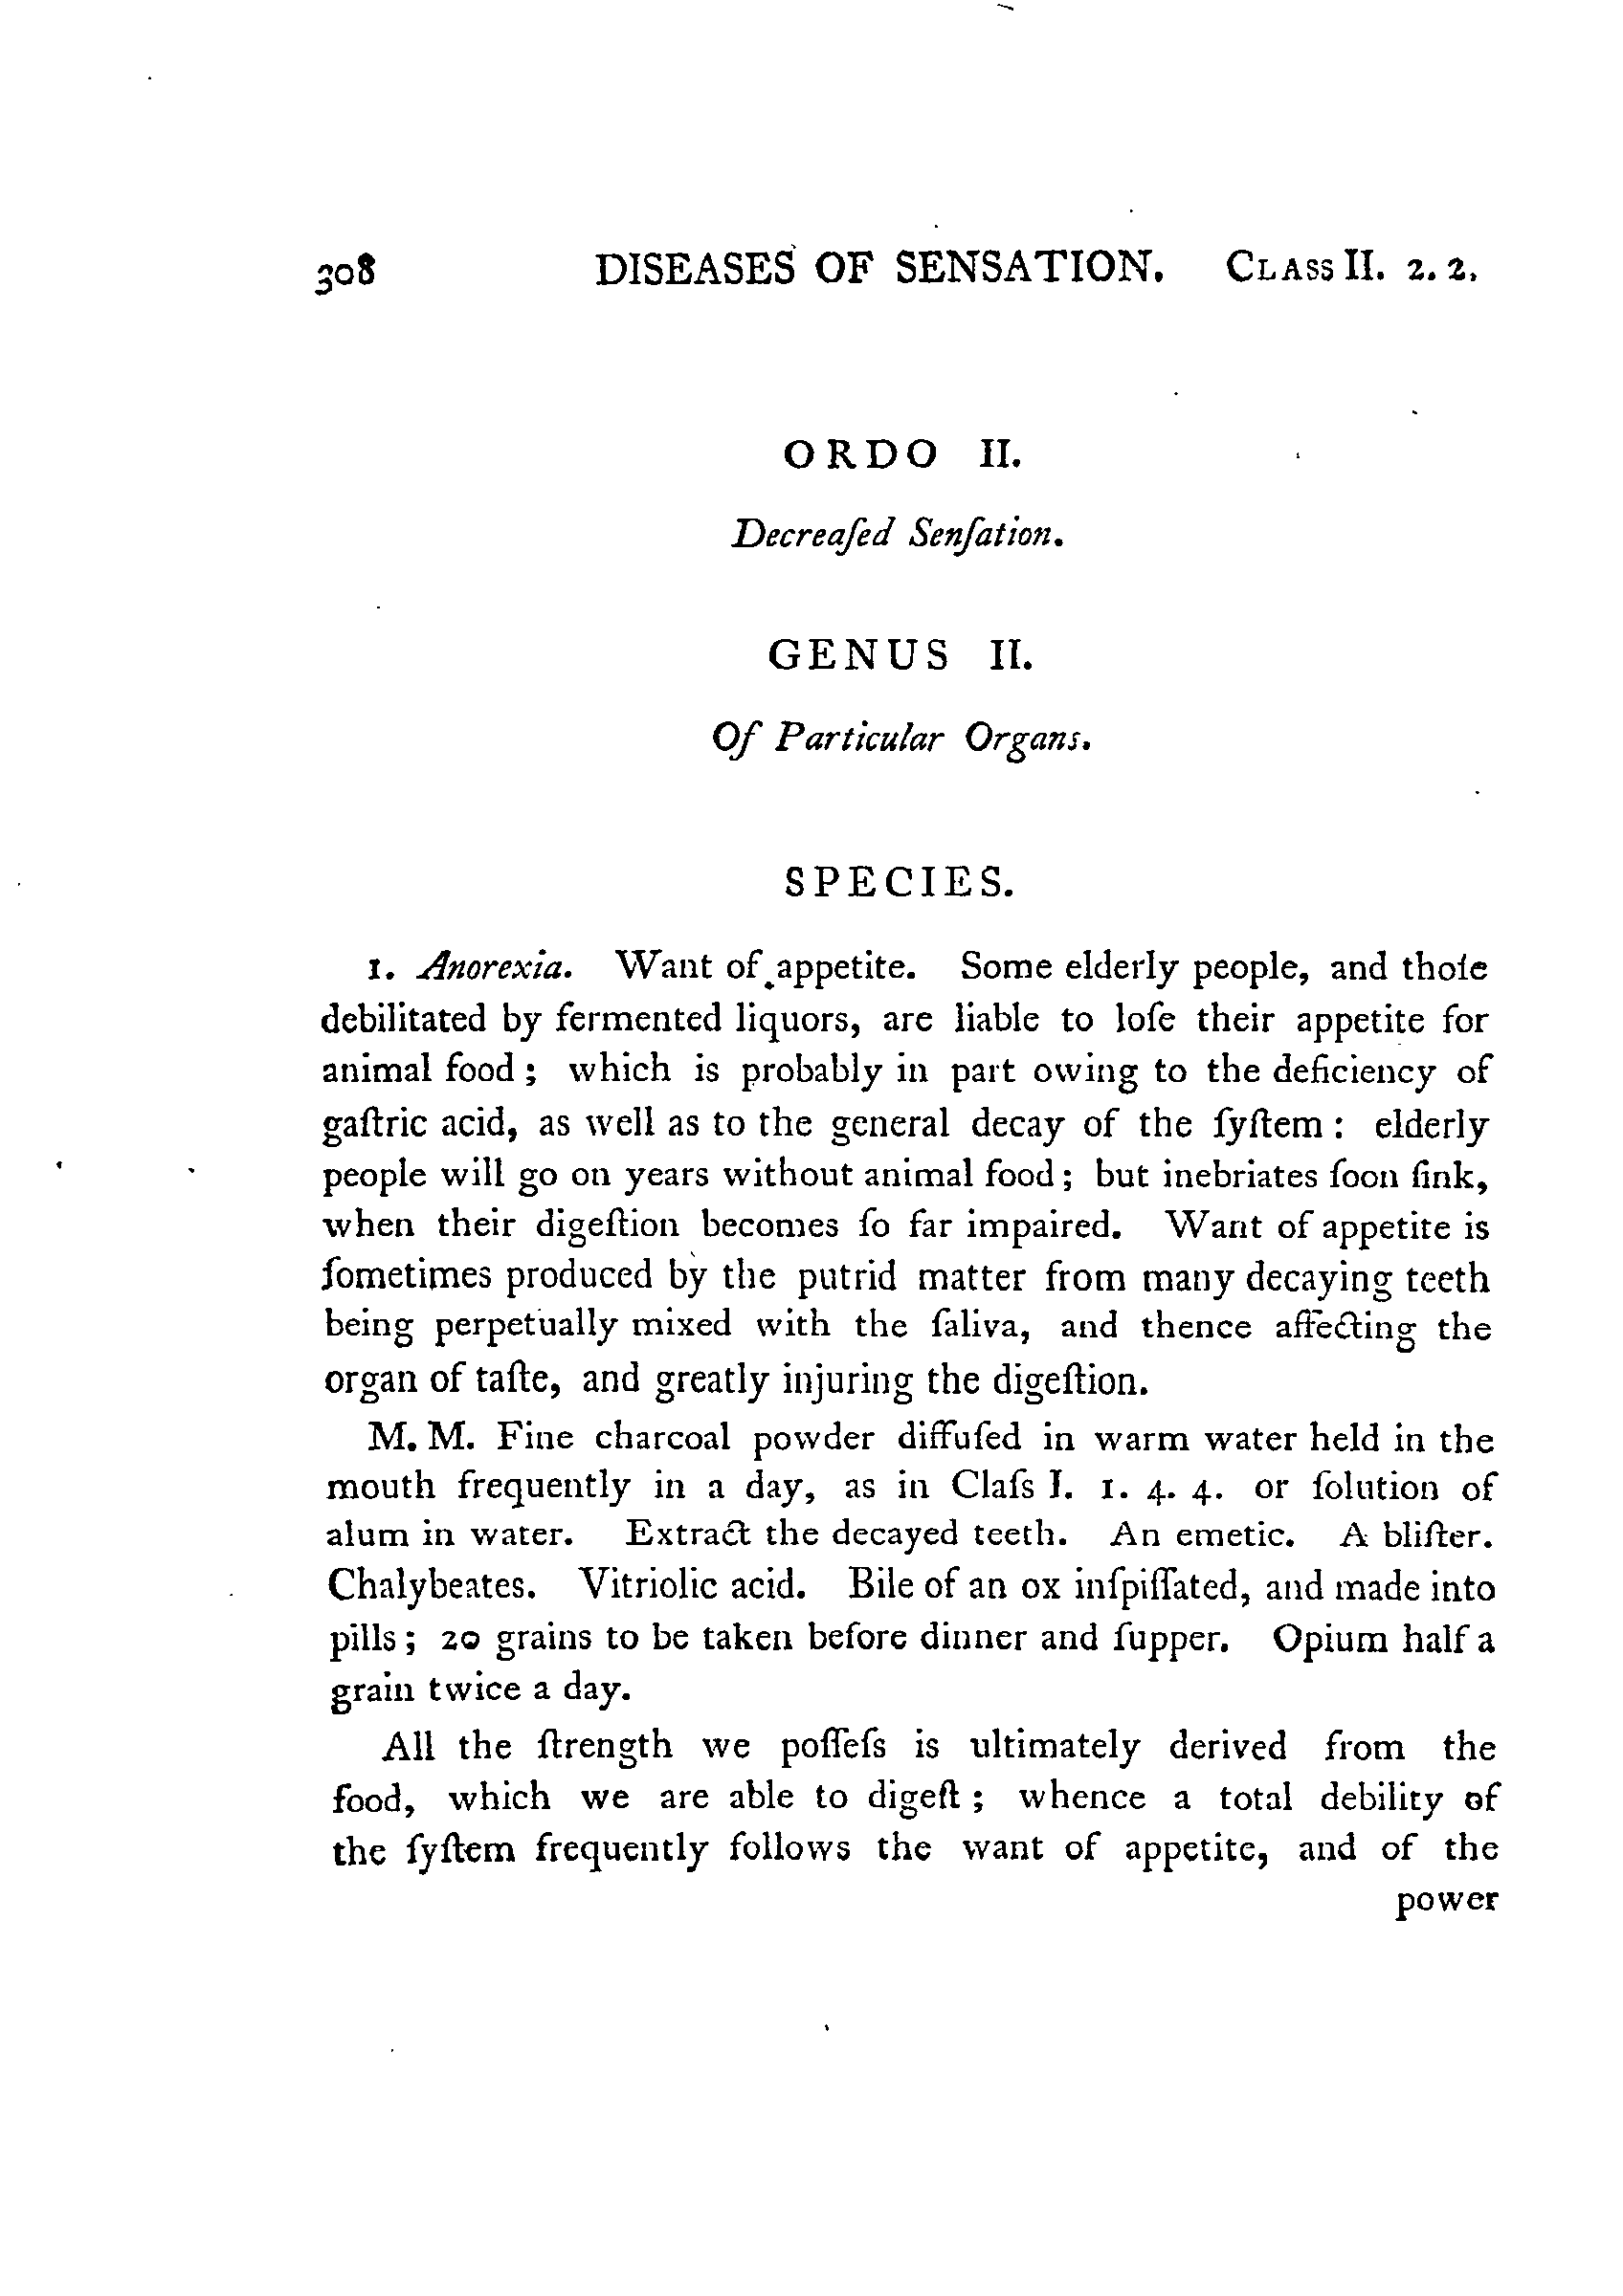 308 DISEASES OF SENSATION. CLASS II. 2. 2.
ORDO II.
Decreaſed Senſation.
GENUS II.
Of Particular Organs.
SPECIES.
1. Anorexia. Want of appetite. Some elderly people, and thoſe
debilitated by fermented liquors, are liable to loſe their appetite for
animal food; which is probably in part owing to the deficiency of
gaſtric acid, as well as to the general decay of the ſyſtem: elderly
people will go on years without animal food; but inebriates ſoon ſink,
when their digeſtion becomes ſo far impaired. Want of appetite is
ſometimes produced by the putrid matter from many decaying teeth
being perpetually mixed with the ſaliva, and thence affecting the
organ of taſte, and greatly injuring the digeſtion.
M. M. Fine charcoal powder diffuſed in warm water held in the
mouth frequently in a day, as in Claſs I. 1. 4. 4. or ſolution of
alum in water. Extract the decayed teeth. An emetic. A bliſter.
Chalybeates. Vitriolic acid. Bile of an ox inſpiſſated, and made into
pills; 20 grains to be taken before dinner and ſupper. Opium half a
grain twice a day.
All the ſtrength we poſſeſs is ultimately derived from the
food, which we are able to digeſt; whence a total debility of
the ſyſtem frequently follows the want of appetite, and of the
power